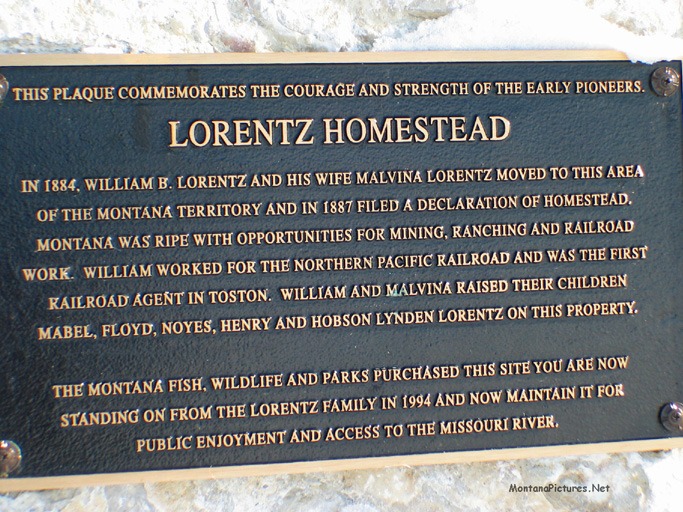 THIS PLAQUE COMMEMORATES THE COURAGE AND STRENGTH OF THE EARLY PIONEERS.
LORENTZ HOMESTEAD
IN 1884, WILLIAM B. LORENTZ AND HIS WIFE MALVINA LORENTZ MOVED TO THIS AREA
OF THE MONTANA TERRITORY AND IN 1887 FILED A DECLARATION OF HOMESTEAD.
MONTANA WAS RIPE WITH OPPORTUNITIES FOR MINING, RANCHING AND RAILROAD
WORK. WILLIAM WORKED FOR THE NORTHERN PACIFIC RAILROAD AND WAS THE FIRST
RAILROAD AGENT IN TOSTON. WILLIAM AND MALVINA RAISED THEIR CHILDREN
MABEL, FLOYD, NOYES, HENRY AND HOBSON LYNDEN LORENTZ ON THIS PROPERTY.
THE MONTANA FISH, WILDLIFE AND PARKS PURCHASED THIS SITE YOU ARE NOW
STANDING ON FROM THE LORENTZ FAMILY IN 1994 AND NOW MAINTAIN IT FOR
PUBLIC ENJOYMENT AND ACCESS TO THE MISSOURI RIVER.
MontanaPictures.Net